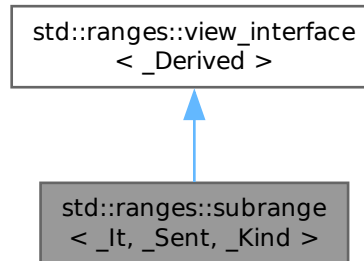 std::ranges::view_interface
< _Derived >
std::ranges::subrange
< _It, _Sent, _Kind >